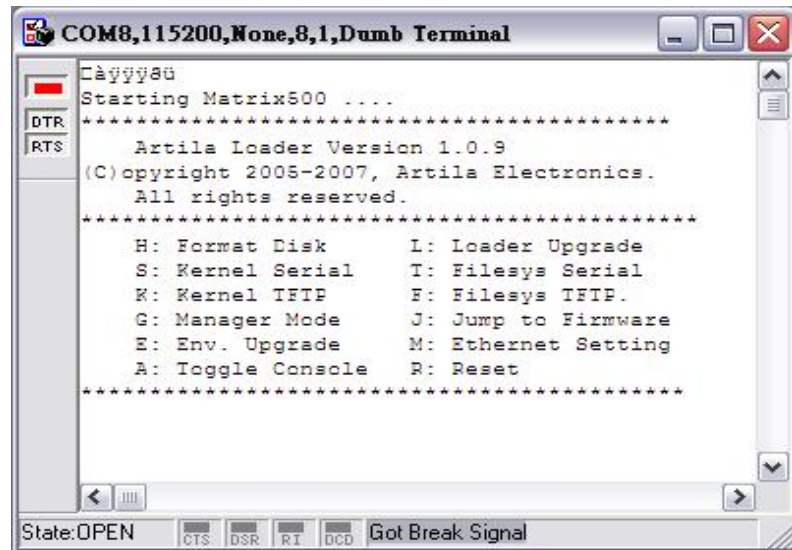 COM8,115200,None,8,1,Dumb Terminal
□àÿÿÿðü
Starting Matrix500 ....
*******************************************
DTR
RTS
Artila Loader Version 1.0.9
(C)opyright 2005-2007, Artila Electronics.
All rights reserved.
*********************************************
H: Format Disk L: Loader Upgrade
S: Kernel Serial T: Filesys Serial
K: Kernel TFTP F: Filesys TFTP.
G: Manager Mode J: Jump to Firmware
E: Env. Upgrade M: Ethernet Setting
A: Toggle Console R: Reset
********************************************
State:OPEN CTS DSR RI DCD Got Break Signal